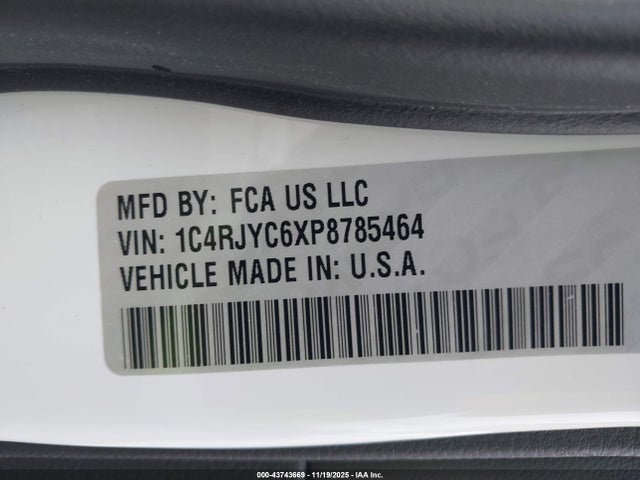 MFD BY: FCA US LLC
VIN: 1C4RJYC6XP8785464
VEHICLE MADE IN: U.S.A.
000-43743669 - 11/19/2025 - IAA Inc.